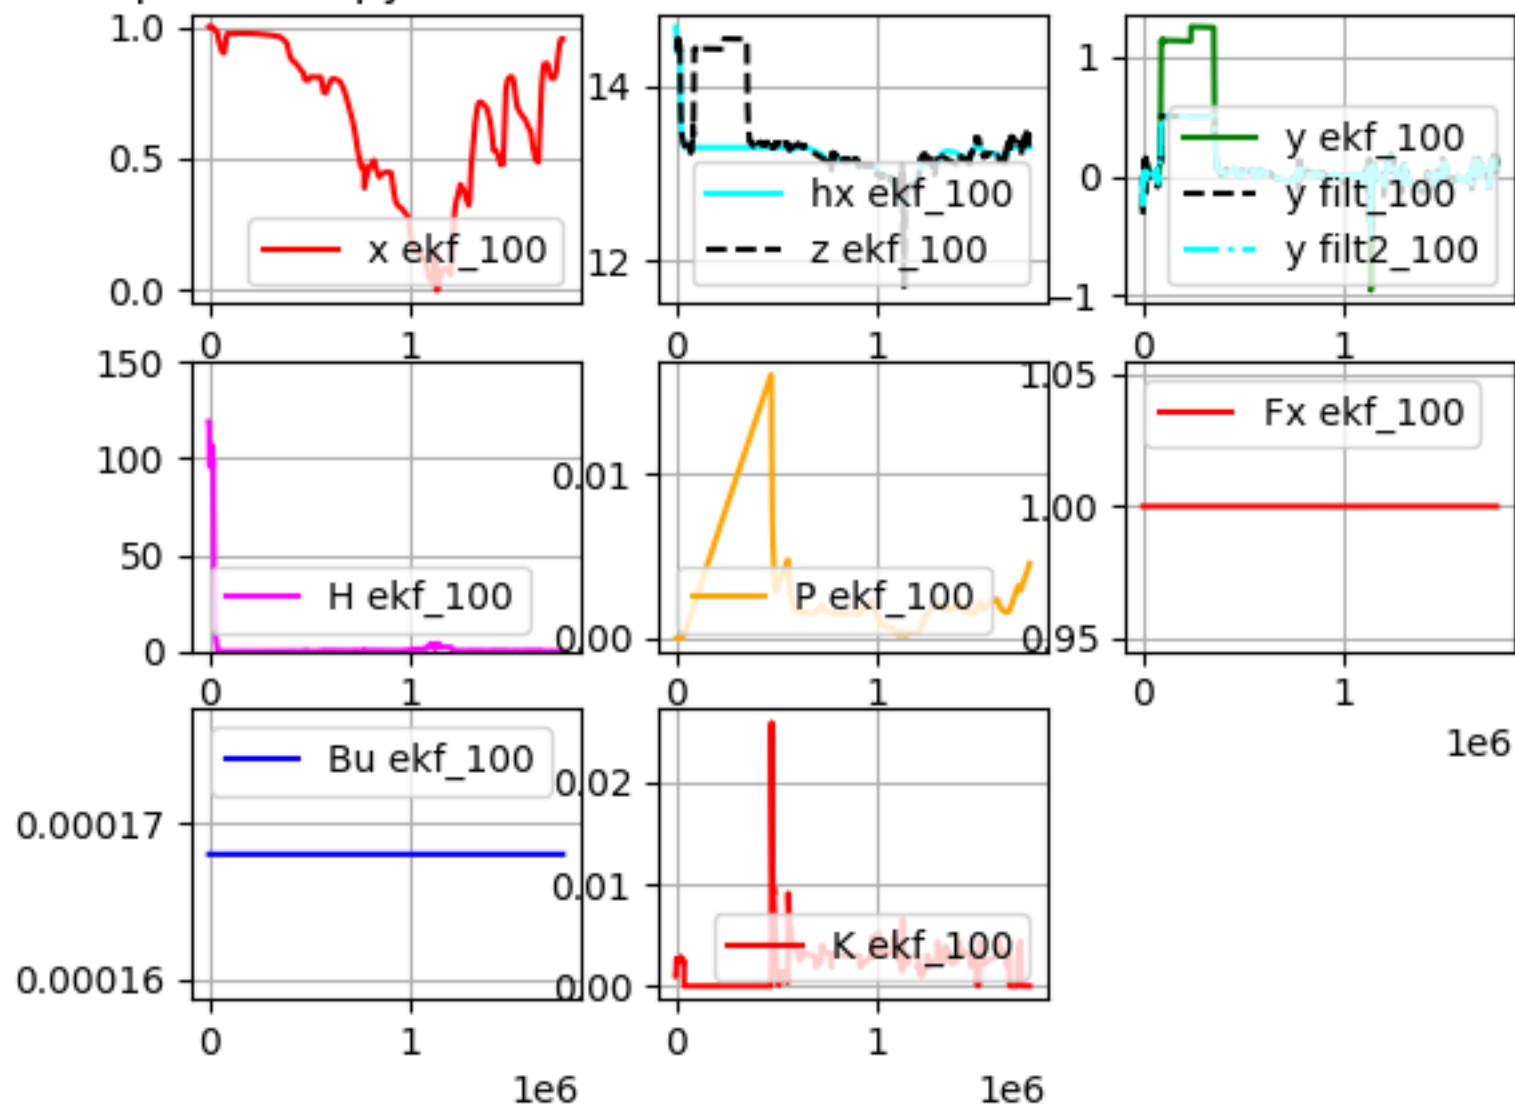 1.0
0.5
0.0
x ekf_100
0
1
14
12
hx ekf_100
z ekf_100
0
1
1
0
−1
y ekf_100
y filt_100
y filt2_100
0
1
150
100
50
0
H ekf_100
0
1
0.01
0.00
P ekf_100
0
1
1.05
1.00
0.95
Fx ekf_100
0
1
1e6
0.00017
0.00016
Bu ekf_100
0
1
1e6
0.02
0.01
0.00
K ekf_100
0
1
1e6